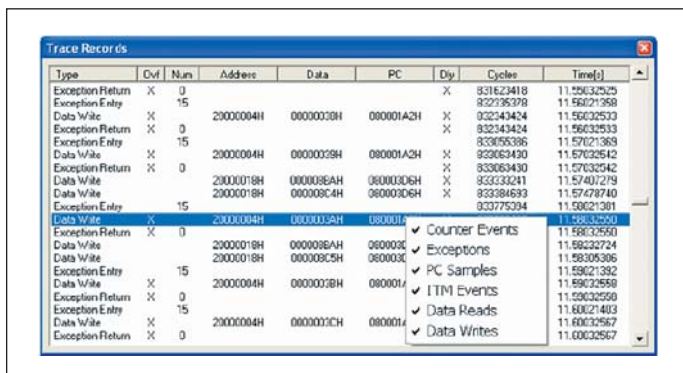 Trace Records
Type Ovf Num Address Data PC Dly Cycles Time[s]
Exception Return X 0 X 831623418 11.55032525
Exception Entry 15 832335378 11.56021358
Data Write X 20000004H 00000038H 080001A2H X 832343424 11.56032533
Exception Return X 0 X 832343424 11.56032533
Exception Entry 15 833055386 11.57021369
Data Write X 20000004H 00000039H 080001A2H X 833063430 11.57032542
Exception Return X 0 X 833063430 11.57032542
Data Write 20000018H 000008BAH 080003D6H X 833333241 11.57407279
Data Write 20000018H 000008C4H 080003D6H X 833384693 11.57478740
Exception Entry 15 833775394 11.58021381
Data Write X 20000004H 0000003AH 11.58032550
Exception Return X 0 11.58032550
Data Write 20000018H 000008BAH 11.58232724
Data Write 20000018H 000008C5H 11.58305306
Exception Entry 15 11.59021392
Data Write X 20000004H 0000003BH 11.59032558
Exception Return X 0 11.59032558
Exception Entry 15 11.60021403
Data Write X 20000004H 0000003CH 11.60032567
Exception Return X 0 11.60032567
Counter Events
Exceptions
PC Samples
ITM Events
Data Reads
Data Writes